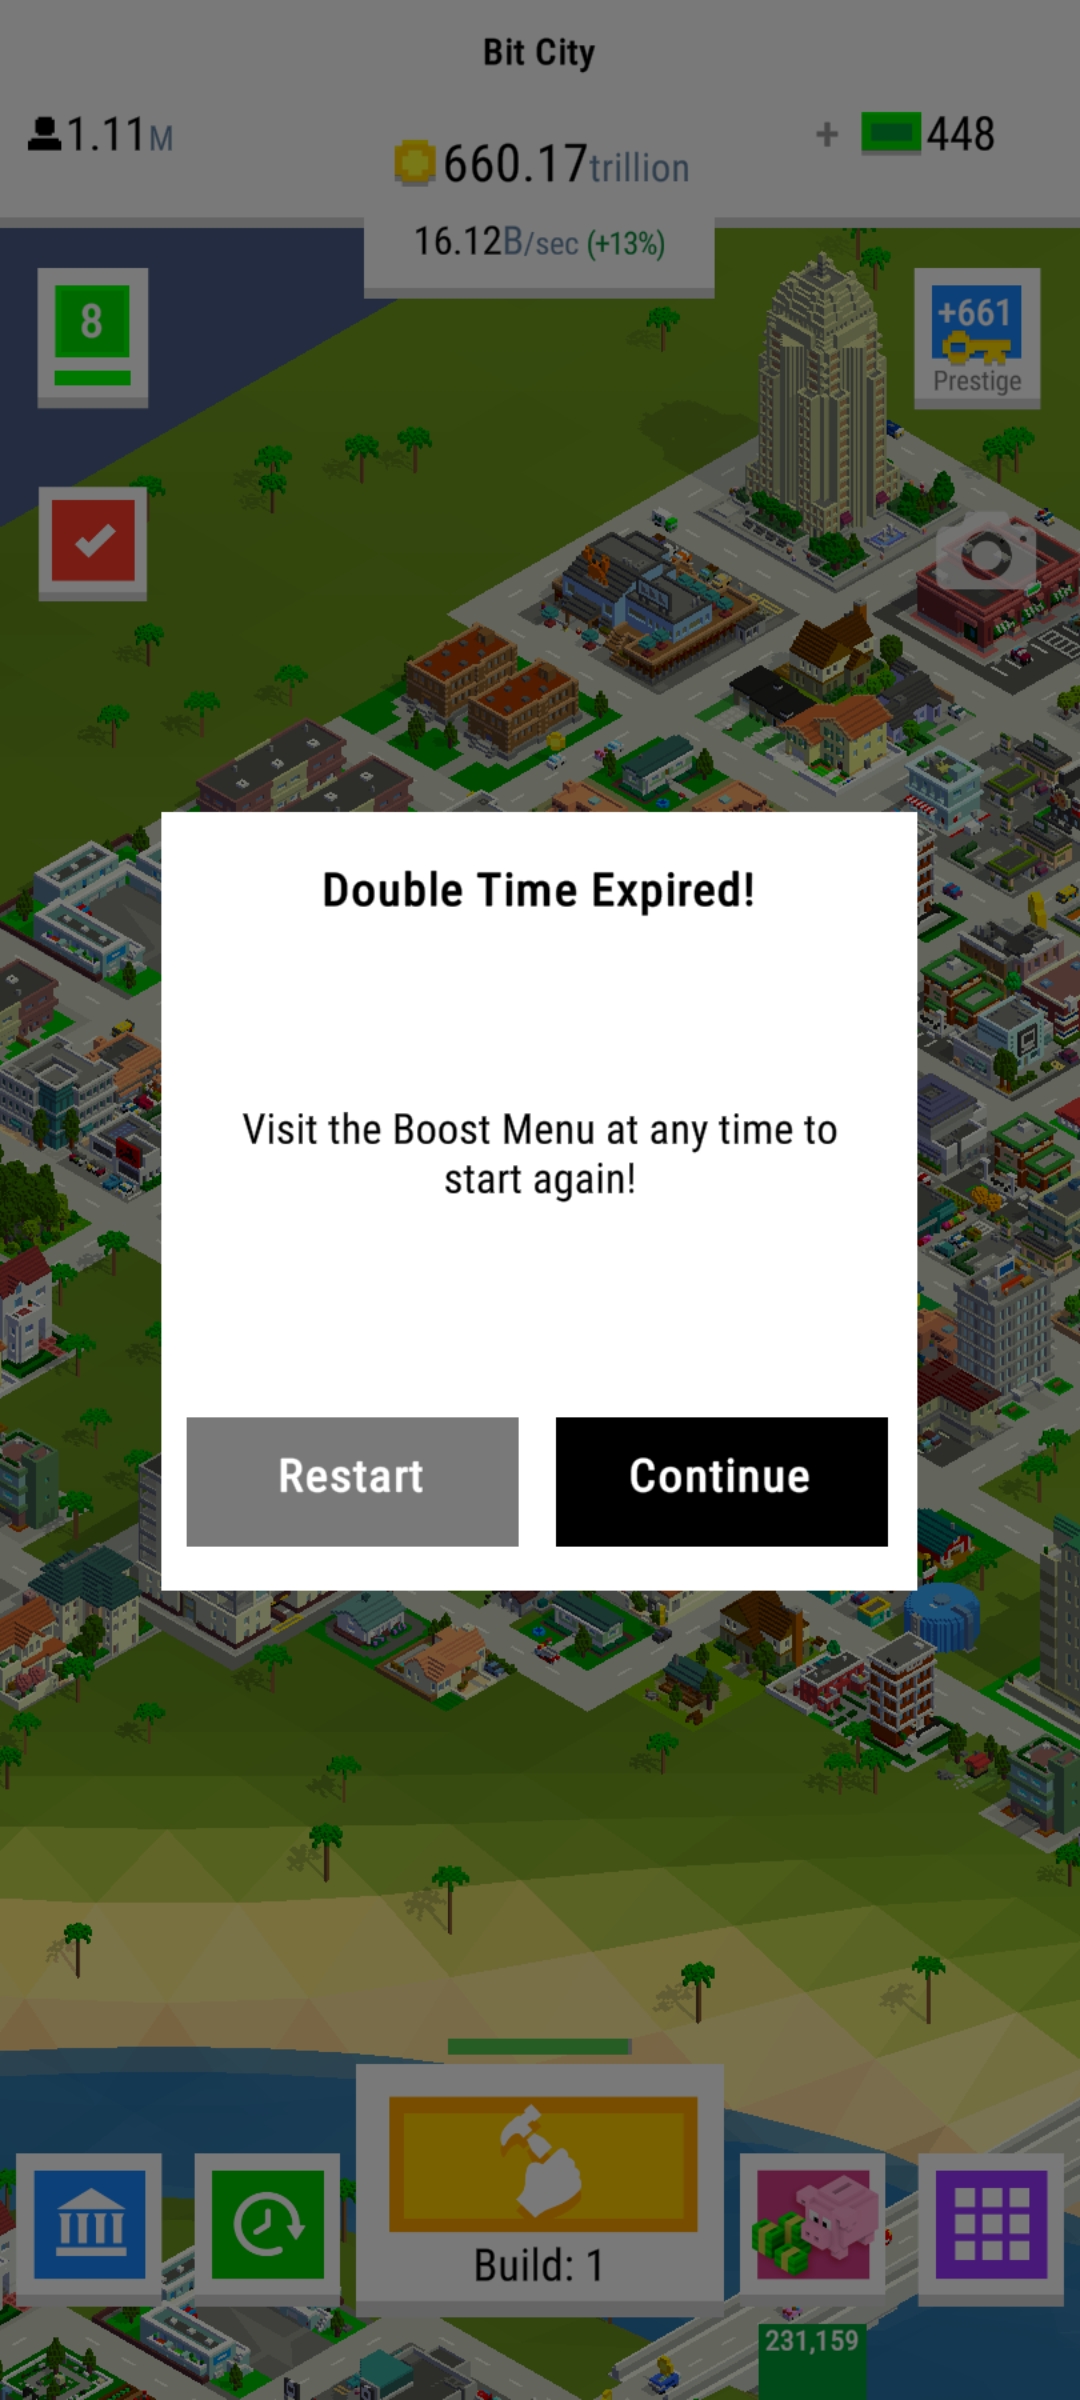 Bit City
1.11M
660.17trillion
+ 448
16.12B/sec (+13%)
8
+661
Prestige
Double Time Expired!
Visit the Boost Menu at any time to
start again!
Restart
Continue
Build: 1
231,159